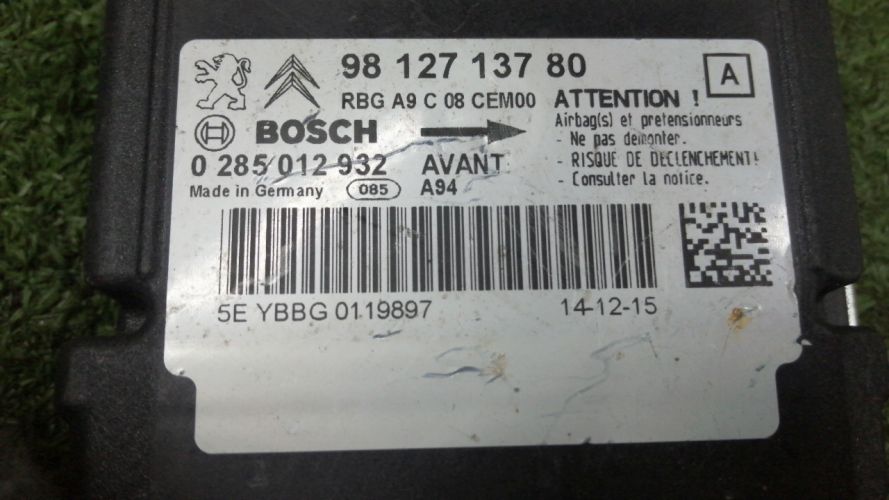 98 127 137 80
A
RBG A9 C 08 CEM00
ATTENTION !
Airbag(s) et pretensionneurs
- Ne pas demonter.
- RISQUE DE DECLENCHEMENT!
- Consulter la notice.
BOSCH
0 285 012 932
AVANT
Made in Germany
085
A94
5E YBBG 0119897
14-12-15